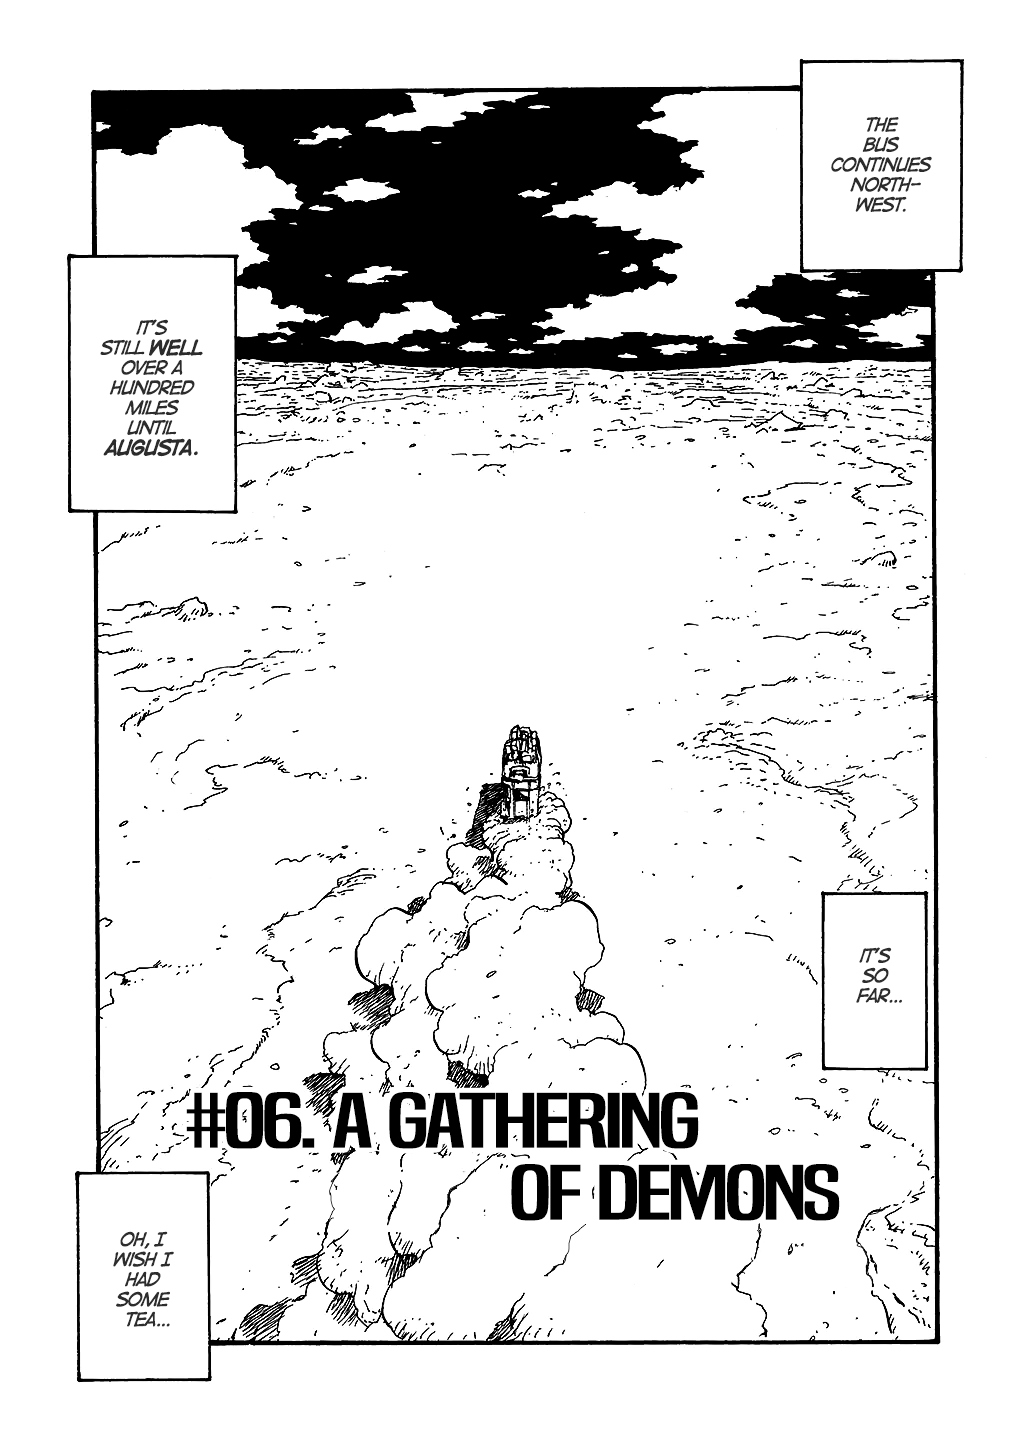 THE
BUS
CONTINUES
NORTH-
WEST.
IT'S
STILL WELL
OVER A
HUNDRED
MILES
UNTIL
AUGUSTA.
IT'S
SO
FAR...
#06. A GATHERING
OF DEMONS
OH, I
WISH I
HAD
SOME
TEA...